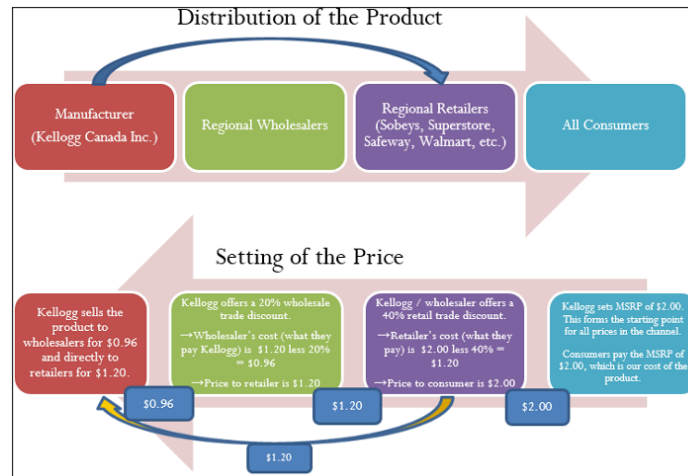 Distribution of the Product
Manufacturer
(Kellogg Canada Inc.)
Regional Wholesalers
Regional Retailers
(Sobeys, Superstore,
Safeway, Walmart, etc.)
All Consumers
Setting of the Price
Kellogg sells the
product to
wholesalers for $0.96
and directly to
retailers for $1.20.
Kellogg offers a 20% wholesale
trade discount.
→Wholesaler's cost (what they
pay Kellogg) is $1.20 less 20%
= $0.96
→Price to retailer is $1.20
Kellogg / wholesaler offers a
40% retail trade discount.
→Retailer's cost (what they
pay) is $2.00 less 40% =
$1.20
→Price to consumer is $2.00
Kellogg sets MSRP of $2.00.
This forms the starting point
for all prices in the channel.
Consumers pay the MSRP of
$2.00, which is our cost of the
product.
$0.96
$1.20
$2.00
$1.20